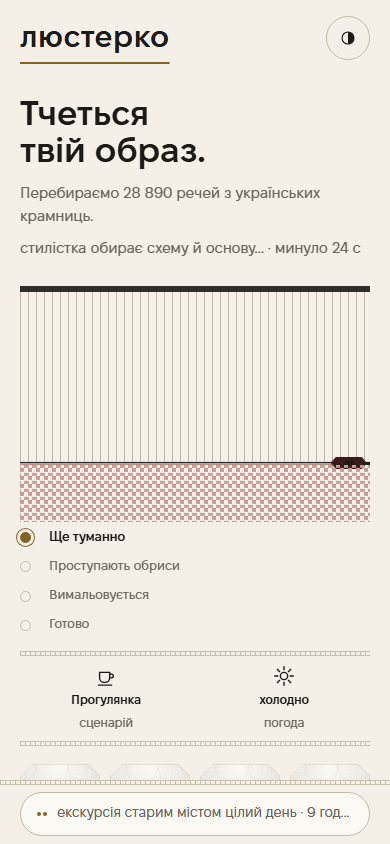 люстерко
Тчеться
твій образ.
Перебираємо 28 890 речей з українських
крамниць.
стилістка обирає схему й основу... · минуло 24 с
Ще туманно
Проступають обриси
Вимальовується
Готово
Прогулянка
сценарій
холодно
погода
екскурсія старим містом цілий день · 9 год...